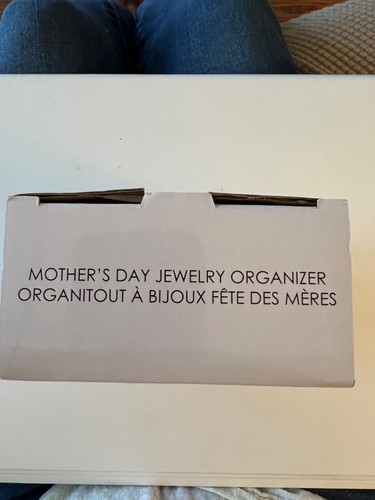 MOTHER'S DAY JEWELRY ORGANIZER
ORGANITOUT À BIJOUX FÊTE DES MÈRES